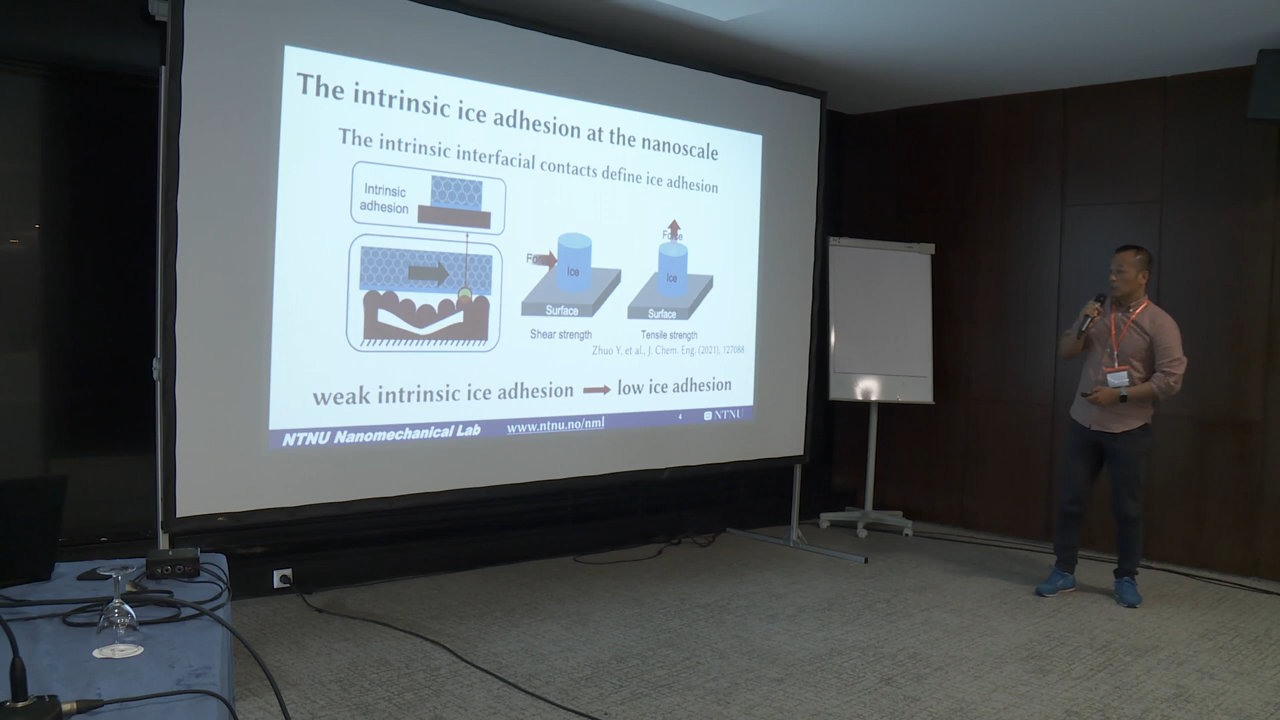 The intrinsic ice adhesion at the nanoscale
The intrinsic interfacial contacts define ice adhesion
Intrinsic
adhesion
Force
Ice
Surface
Shear strength
Force
Ice
Surface
Tensile strength
Zhuo Y, et al., J. Chem. Eng. (2021), 127088
weak intrinsic ice adhesion
low ice adhesion
NTNU Nanomechanical Lab
www.ntnu.no/nml
4
NTNU